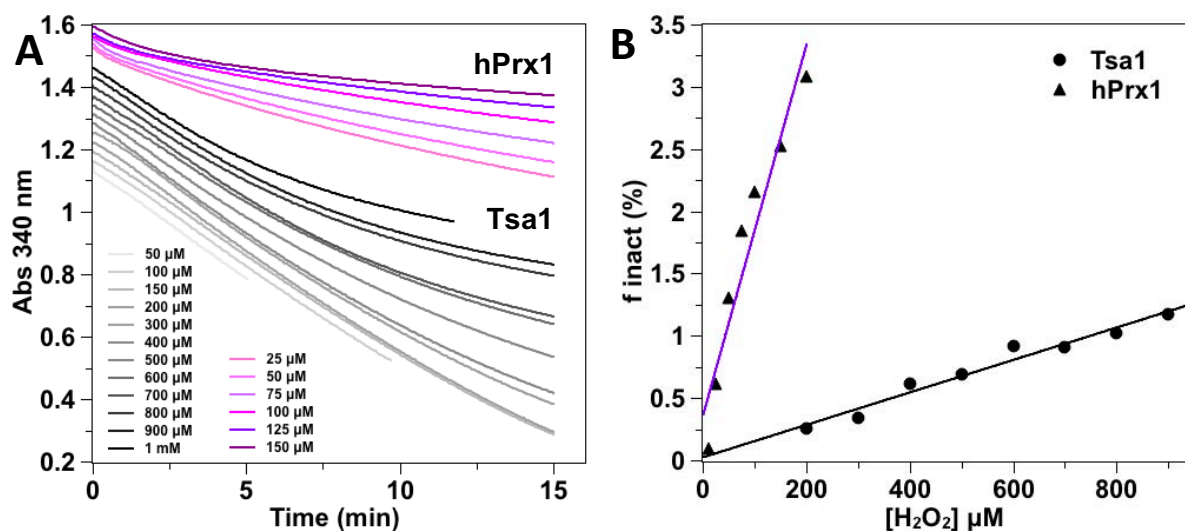 A
hPrx1
Tsa1
Abs 340 nm
1.6
1.4
1.2
1
0.8
0.6
0.4
0.2
50 µM
100 µM
150 µM
200 µM
300 µM
400 µM
500 µM
600 µM
700 µM
800 µM
900 µM
1 mM
25 µM
50 µM
75 µM
100 µM
125 µM
150 µM
0 5 10 15
Time (min)
B
Tsa1
hPrx1
f inact (%)
3.5
3
2.5
2
1.5
1
0.5
0
0 200 400 600 800
[H₂O₂] µM